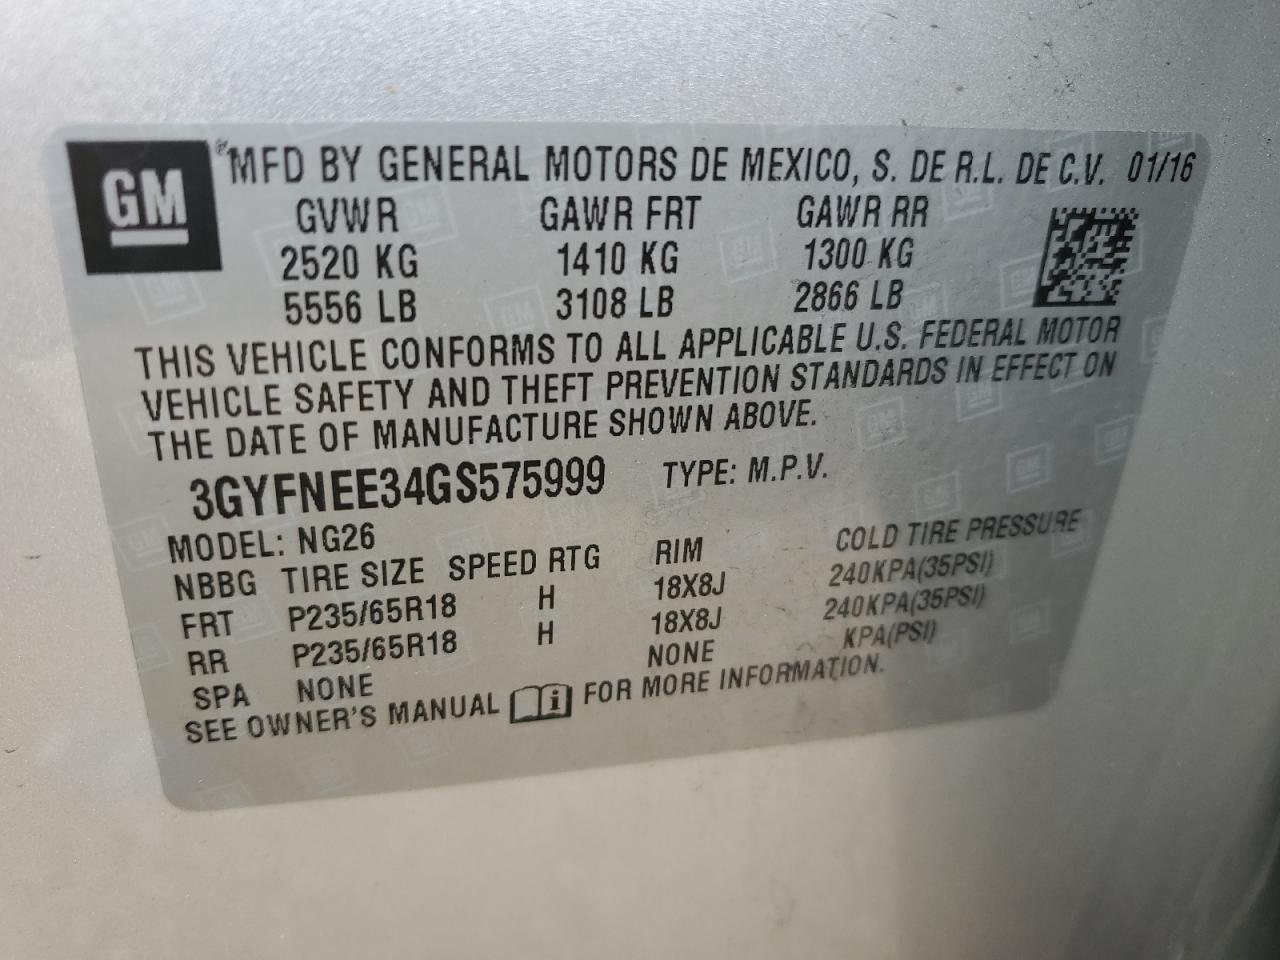 GM
MFD BY GENERAL MOTORS DE MEXICO, S. DE R.L. DE C.V. 01/16
GVWR GAWR FRT GAWR RR
2520 KG 1410 KG 1300 KG
5556 LB 3108 LB 2866 LB
THIS VEHICLE CONFORMS TO ALL APPLICABLE U.S. FEDERAL MOTOR
VEHICLE SAFETY AND THEFT PREVENTION STANDARDS IN EFFECT ON
THE DATE OF MANUFACTURE SHOWN ABOVE.
3GYFNEE34GS575999 TYPE: M.P.V.
MODEL: NG26
NBBG TIRE SIZE SPEED RTG RIM COLD TIRE PRESSURE
FRT P235/65R18 H 18X8J 240KPA(35PSI)
RR P235/65R18 H 18X8J 240KPA(35PSI)
SPA NONE NONE KPA(PSI)
SEE OWNER'S MANUAL i FOR MORE INFORMATION.